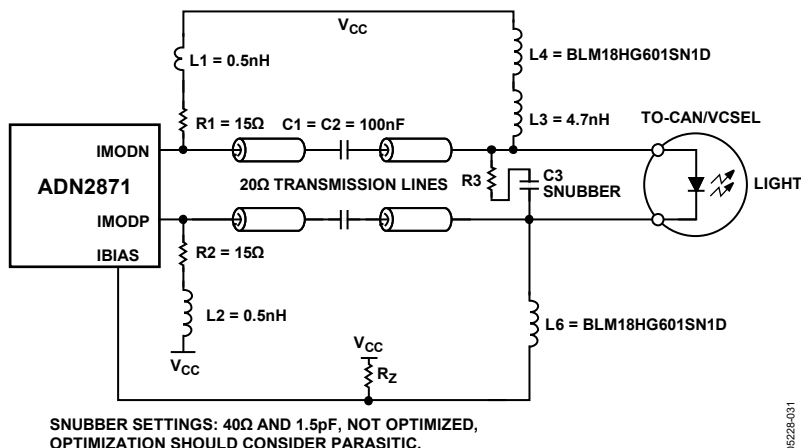 VCC
L1 = 0.5nH
L4 = BLM18HG601SN1D
R1 = 15Ω
C1 = C2 = 100nF
L3 = 4.7nH
TO-CAN/VCSEL
IMODN
ADN2871
20Ω TRANSMISSION LINES
R3
C3
SNUBBER
LIGHT
IMODP
IBIAS
R2 = 15Ω
L2 = 0.5nH
VCC
L6 = BLM18HG601SN1D
VCC
RZ
SNUBBER SETTINGS: 40Ω AND 1.5pF, NOT OPTIMIZED,
OPTIMIZATION SHOULD CONSIDER PARASITIC.
05228-031